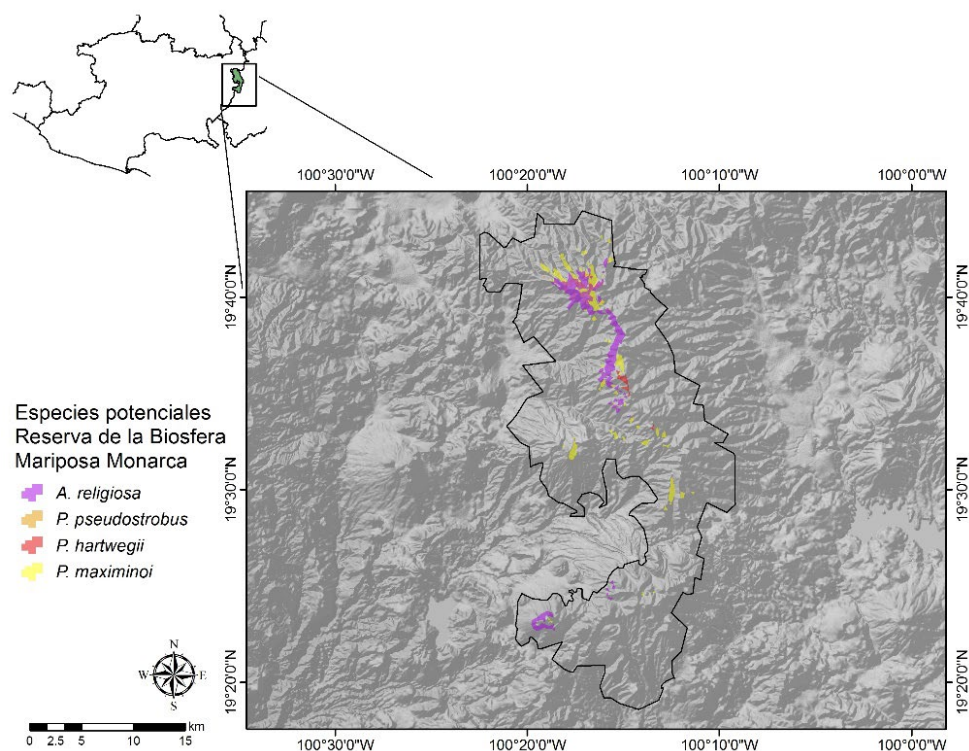 100°30'0"W 100°20'0"W 100°10'0"W 100°0'0"W
19°40'0"N 19°40'0"N
Especies potenciales
Reserva de la Biosfera
Mariposa Monarca
A. religiosa
P. pseudostrobus
P. hartwegii
P. maximinoi
19°30'0"N 19°30'0"N
N
W E
S
19°20'0"N 19°20'0"N
km
0 2.5 5 10 15
100°30'0"W 100°20'0"W 100°10'0"W 100°0'0"W